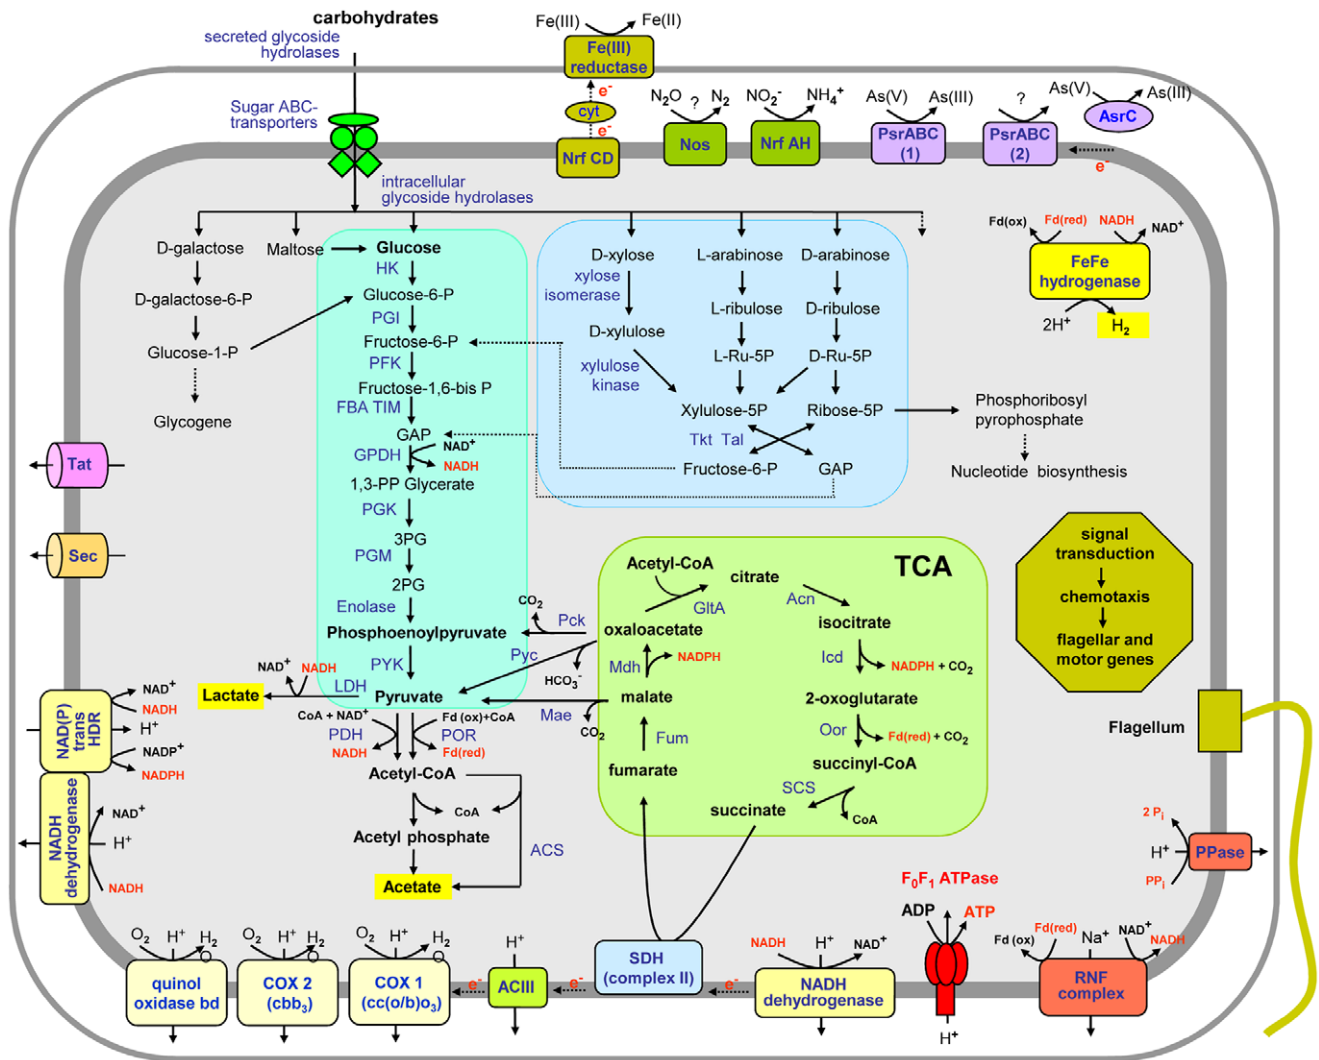 carbohydrates
secreted glycoside
hydrolases
Sugar ABC-
transporters
intracellular
glycoside hydrolases
Fe(III)
Fe(II)
Fe(III)
reductase
e-
cyt
e-
Nrf CD
N2O
?
N2
Nos
NO2-
NH4+
Nrf AH
As(V)
As(III)
PsrABC
(1)
?
PsrABC
(2)
As(V)
As(III)
AsrC
e-
D-galactose
D-galactose-6-P
Glucose-1-P
Glycogene
Maltose
Glucose
HK
Glucose-6-P
PGI
Fructose-6-P
PFK
Fructose-1,6-bis P
FBA TIM
GAP
GPDH
NAD+
NADH
1,3-PP Glycerate
PGK
3PG
PGM
2PG
Enolase
Phosphoenolpyruvate
PYK
Pyruvate
LDH
NAD+
NADH
Lactate
CoA + NAD+
PDH
NADH
Fd (ox)+CoA
POR
Fd(red)
Acetyl-CoA
CoA
Acetyl phosphate
ACS
Acetate
D-xylose
xylose
isomerase
D-xylulose
xylulose
kinase
L-arabinose
L-ribulose
L-Ru-5P
D-arabinose
D-ribulose
D-Ru-5P
Xylulose-5P
Ribose-5P
Tkt Tal
Fructose-6-P
GAP
Phosphoribosyl
pyrophosphate
Nucleotide biosynthesis
Fd(ox)
Fd(red)
NADH
NAD+
FeFe
hydrogenase
2H+
H2
TCA
Acetyl-CoA
citrate
GltA
Acn
isocitrate
Icd
NADPH + CO2
2-oxoglutarate
Oor
Fd(red) + CO2
succinyl-CoA
SCS
CoA
succinate
fumarate
Fum
malate
Mdh
NADPH
oxaloacetate
CO2
Pck
Pyc
HCO3-
Mae
CO2
signal
transduction
chemotaxis
flagellar and
motor genes
Flagellum
Tat
Sec
NAD(P)
trans
HDR
NAD+
NADH
H+
NADP+
NADPH
NADH
dehydrogenase
NAD+
H+
NADH
2 Pi
H+
PPi
PPase
O2
H+
H2
O
quinol
oxidase bd
O2
H+
H2
O
COX 2
(cbb3)
O2
H+
H2
O
COX 1
(cc(o/b)o3)
e-
H+
ACIII
e-
SDH
(complex II)
e-
NADH
H+
NAD+
NADH
dehydrogenase
F0F1 ATPase
ADP
ATP
H+
Fd (ox)
Fd(red)
Na+
NAD+
NADH
RNF
complex